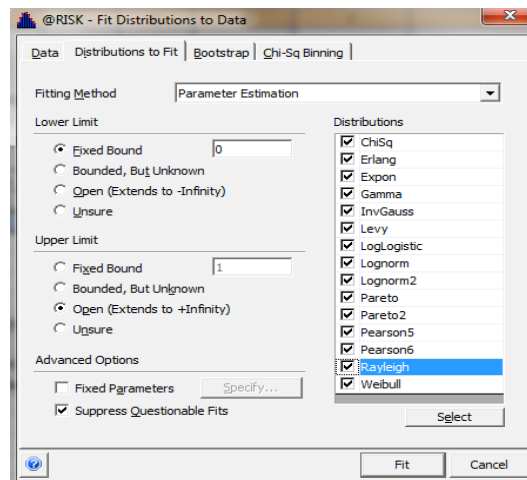 @RISK - Fit Distributions to Data
Data Distributions to Fit Bootstrap Chi-Sq Binning
Fitting Method Parameter Estimation
Lower Limit
Fixed Bound 0
Bounded, But Unknown
Open (Extends to -Infinity)
Unsure
Upper Limit
Fixed Bound 1
Bounded, But Unknown
Open (Extends to +Infinity)
Unsure
Advanced Options
Fixed Parameters Specify...
Suppress Questionable Fits
Distributions
ChiSq
Erlang
Expon
Gamma
InvGauss
Levy
LogLogistic
Lognorm
Lognorm2
Pareto
Pareto2
Pearson5
Pearson6
Rayleigh
Weibull
Select
Fit Cancel